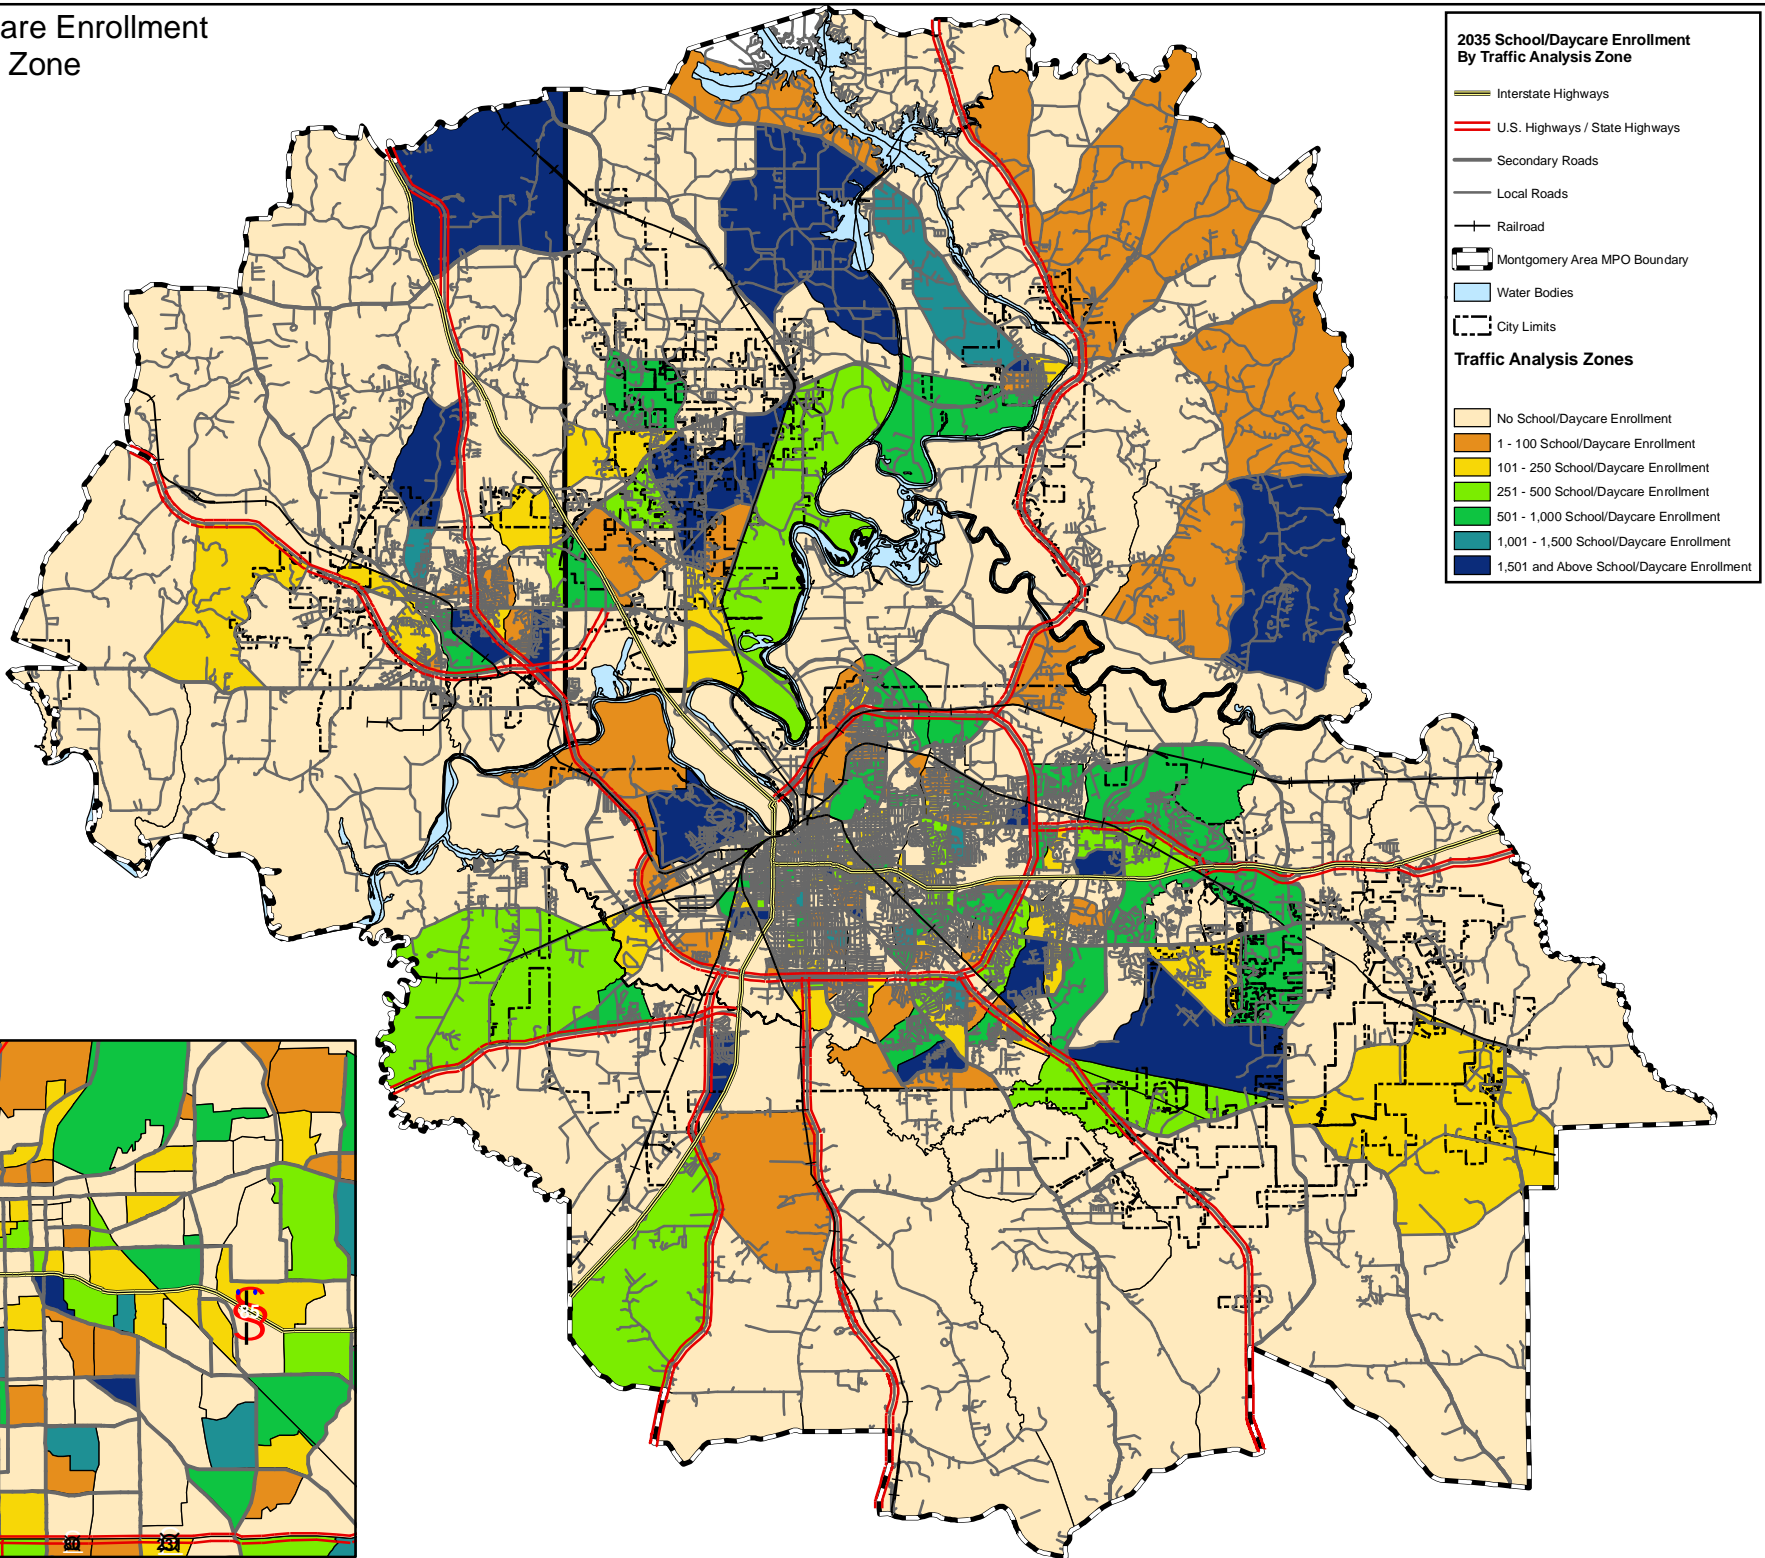 are Enrollment
Zone
2035 School/Daycare Enrollment
By Traffic Analysis Zone
Interstate Highways
U.S. Highways / State Highways
Secondary Roads
Local Roads
Railroad
Montgomery Area MPO Boundary
Water Bodies
City Limits
Traffic Analysis Zones
No School/Daycare Enrollment
1 - 100 School/Daycare Enrollment
101 - 250 School/Daycare Enrollment
251 - 500 School/Daycare Enrollment
501 - 1,000 School/Daycare Enrollment
1,001 - 1,500 School/Daycare Enrollment
1,501 and Above School/Daycare Enrollment
80
231